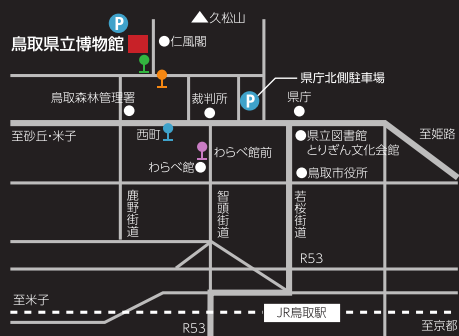 P
久松山
鳥取県立博物館
仁風閣
県庁北側駐車場
鳥取森林管理署
裁判所
P
県庁
至砂丘・米子
西町
県立図書館
とりぎん文化会館
至姫路
わらべ館前
わらべ館
鳥取市役所
鹿野街道
智頭街道
若桜街道
R53
至米子
JR鳥取駅
R53
至京都